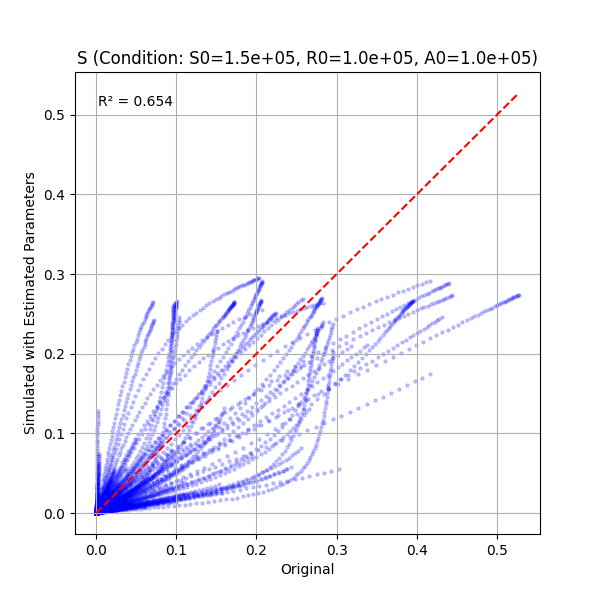 S (Condition: S0=1.5e+05, R0=1.0e+05, A0=1.0e+05)
R² = 0.654
0.5
0.4
0.3
0.2
0.1
0.0
Simulated with Estimated Parameters
0.0 0.1 0.2 0.3 0.4 0.5
Original